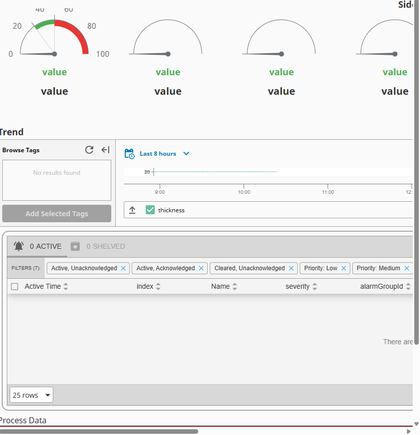 Side
40 60
20 80
0 100
value value value value
value value value value
Trend
Browse Tags
Last 8 hours
No results found
20
9:00 10:00 11:00 12:
Add Selected Tags
thickness
0 ACTIVE 0 SHELVED
FILTERS (7) Active, Unacknowledged Active, Acknowledged Cleared, Unacknowledged Priority: Low Priority: Medium
Active Time index Name severity alarmGroupId
There are
25 rows
Process Data